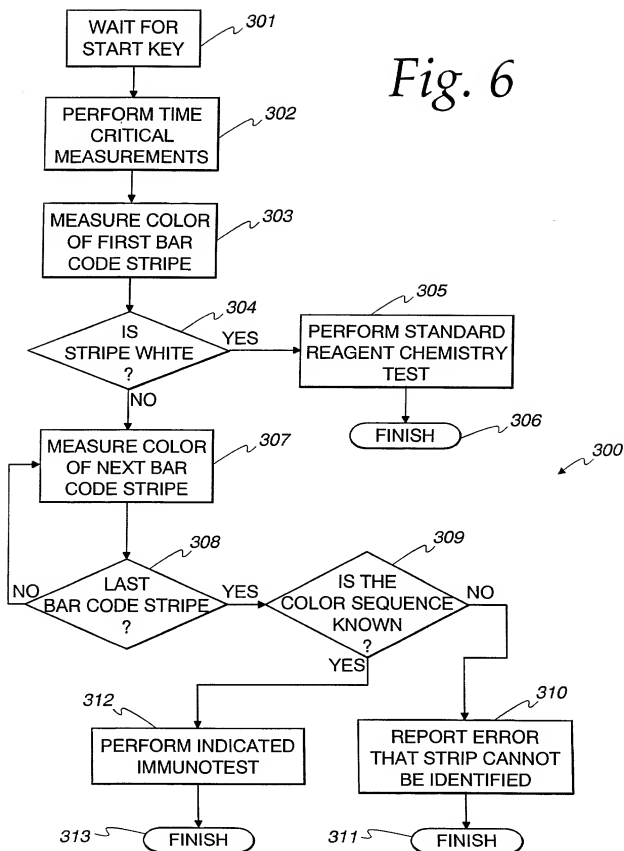 WAIT FOR
START KEY
301
Fig. 6
PERFORM TIME
CRITICAL
MEASUREMENTS
302
MEASURE COLOR
OF FIRST BAR
CODE STRIPE
303
IS
STRIPE WHITE
?
304
YES
NO
305
PERFORM STANDARD
REAGENT CHEMISTRY
TEST
FINISH
306
MEASURE COLOR
OF NEXT BAR
CODE STRIPE
307
300
LAST
BAR CODE STRIPE
?
308
NO
YES
309
IS THE
COLOR SEQUENCE
KNOWN
?
NO
YES
312
PERFORM INDICATED
IMMUNOTEST
310
REPORT ERROR
THAT STRIP CANNOT
BE IDENTIFIED
313
FINISH
311
FINISH